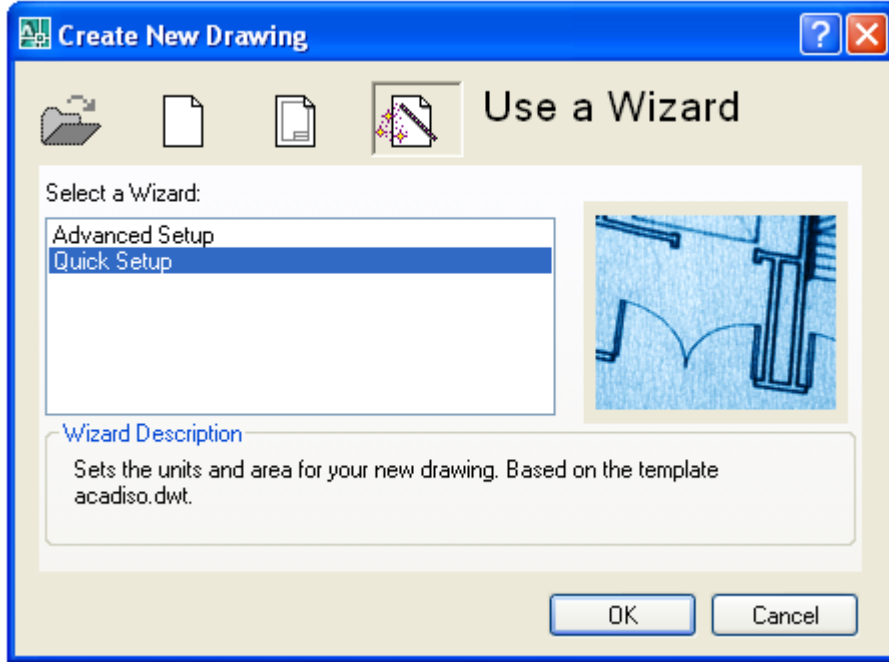 Create New Drawing
Use a Wizard
Select a Wizard:
Advanced Setup
Quick Setup
Wizard Description
Sets the units and area for your new drawing. Based on the template
acadiso.dwt.
OK
Cancel